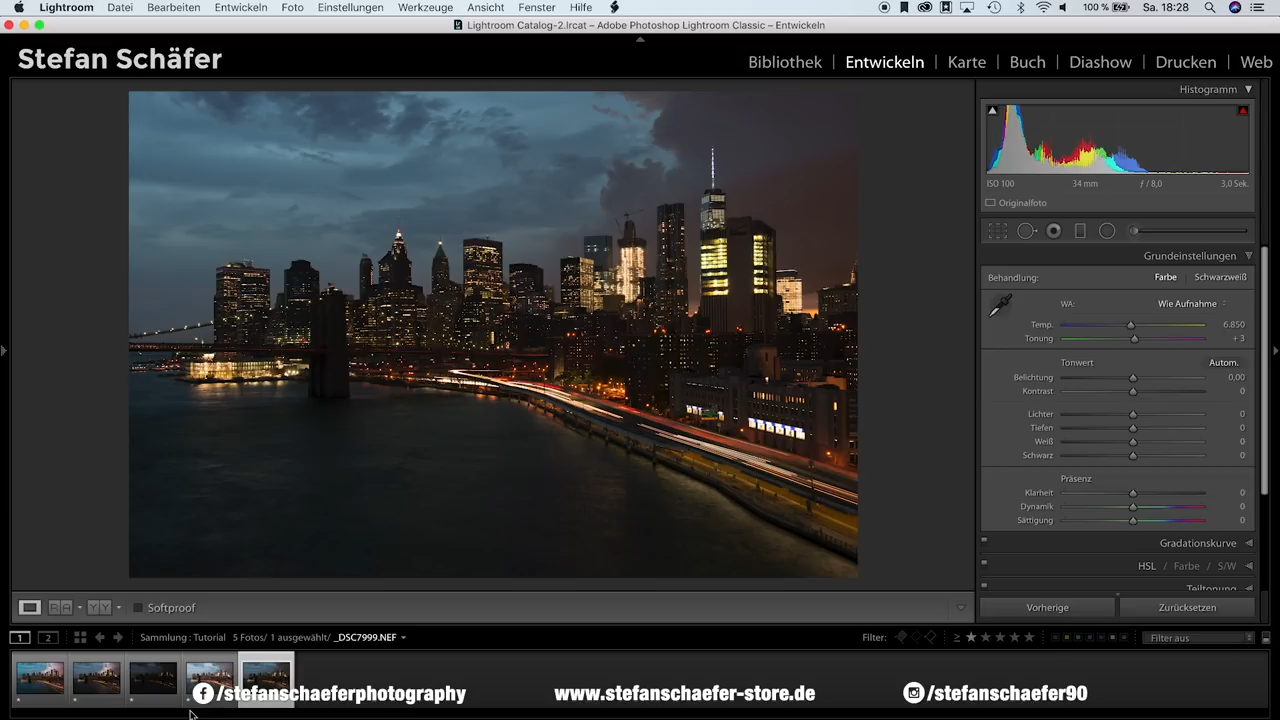 Lightroom Datei Bearbeiten Entwickeln Foto Einstellungen Werkzeuge Ansicht Fenster Hilfe 100 % Sa. 18:28
Lightroom Catalog-2.lrcat – Adobe Photoshop Lightroom Classic – Entwickeln
Stefan Schäfer
Bibliothek | Entwickeln | Karte | Buch | Diashow | Drucken | Web
Histogramm
ISO 100 34 mm ƒ / 8,0 3,0 Sek.
Originalfoto
Grundeinstellungen
Behandlung: Farbe | Schwarzweiß
WA: Wie Aufnahme
Temp. 6.850
Tonung + 3
Tonwert Autom.
Belichtung 0,00
Kontrast 0
Lichter 0
Tiefen 0
Weiß 0
Schwarz 0
Präsenz
Klarheit 0
Dynamik 0
Sättigung 0
Gradationskurve
HSL / Farbe / S/W
Teiltonung
Vorherige Zurücksetzen
Softproof
1 2 Sammlung : Tutorial 5 Fotos/ 1 ausgewählt/ _DSC7999.NEF Filter: ≥ ★★★★★ Filter aus
/stefanschaeferphotography www.stefanschaefer-store.de /stefanschaefer90